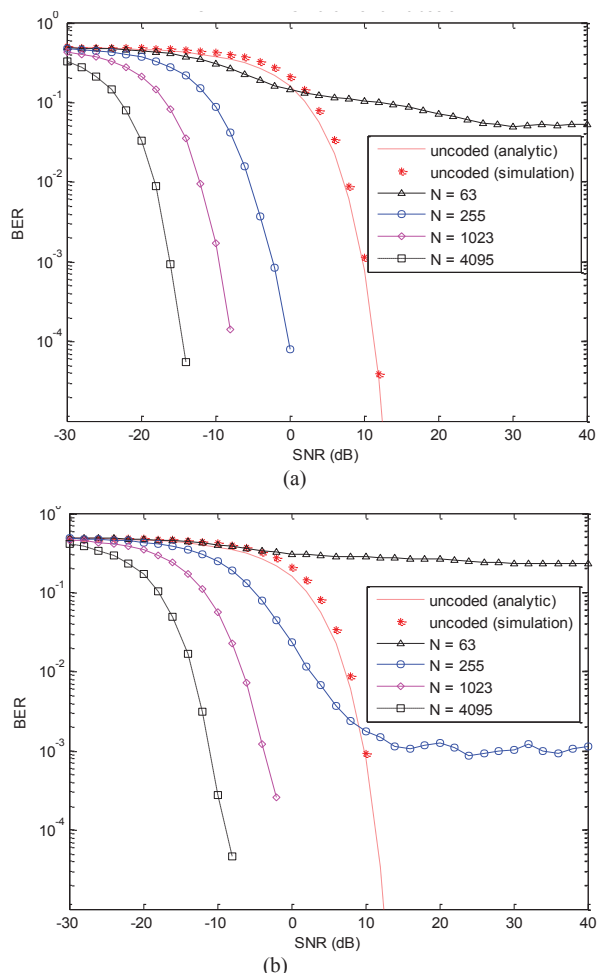 10^0
10^-1
10^-2
10^-3
10^-4
BER
uncoded (analytic)
uncoded (simulation)
N = 63
N = 255
N = 1023
N = 4095
-30 -20 -10 0 10 20 30 40
SNR (dB)
(a)
10^0
10^-1
10^-2
10^-3
10^-4
BER
uncoded (analytic)
uncoded (simulation)
N = 63
N = 255
N = 1023
N = 4095
-30 -20 -10 0 10 20 30 40
SNR (dB)
(b)